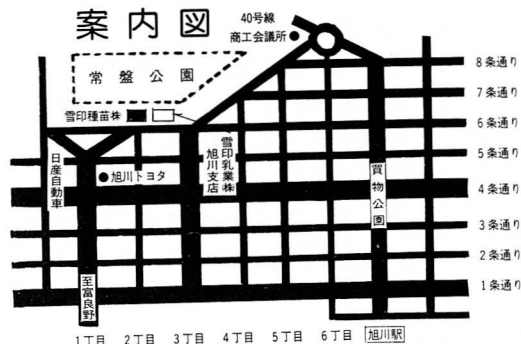 案内図
40号線
商工会議所
常盤公園
雪印種苗㈱
8条通り
7条通り
6条通り
5条通り
4条通り
3条通り
2条通り
1条通り
日産自動車
旭川トヨタ
雪印乳業㈱
旭川支店
買物公園
至富良野
1丁目 2丁目 3丁目 4丁目 5丁目 6丁目 旭川駅